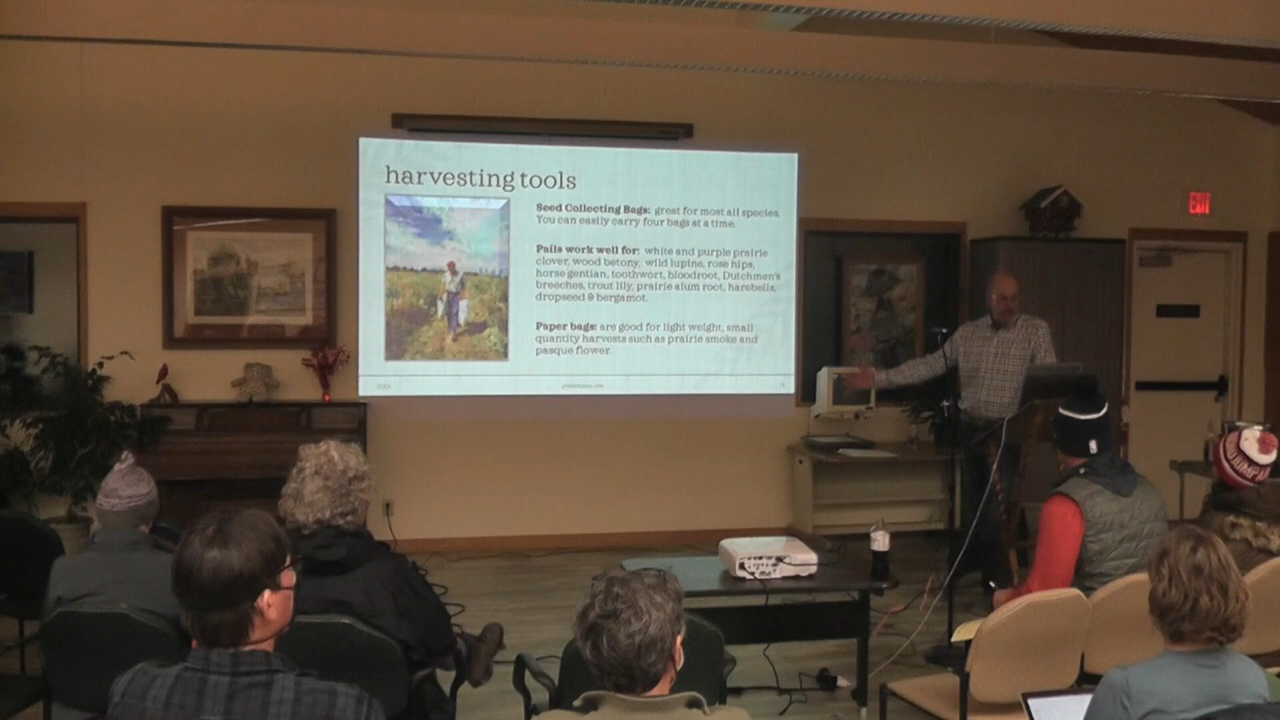 harvesting tools
Seed Collecting Bags: great for most all species.
You can easily carry four bags at a time.
Pails work well for: white and purple prairie
clover, wood betony, wild lupine, rose hips,
horse gentian, toothwort, bloodroot, Dutchmen's
breeches, trout lily, prairie alum root, harebells,
dropseed & bergamot.
Paper bags: are good for light weight, small
quantity harvests such as prairie smoke and
pasque flower.
EXIT